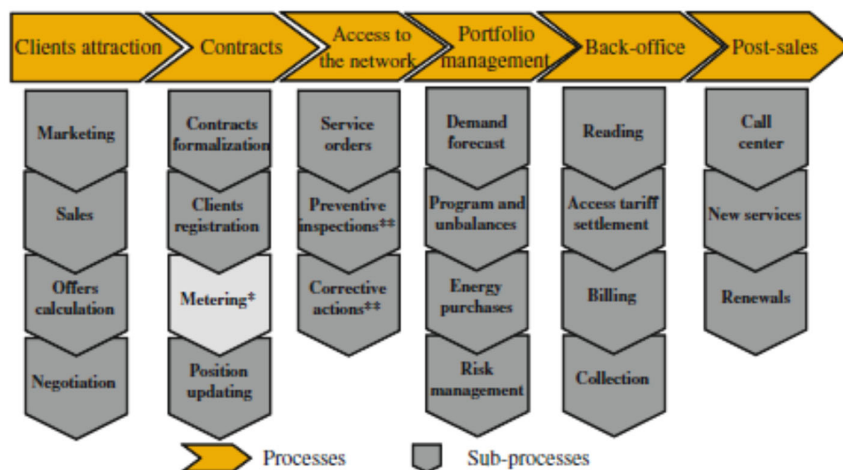 Clients attraction
Contracts
Access to
the network
Portfolio
management
Back-office
Post-sales
Marketing
Sales
Offers
calculation
Negotiation
Contracts
formalization
Clients
registration
Metering*
Position
updating
Service
orders
Preventive
inspections**
Corrective
actions**
Demand
forecast
Program and
unbalances
Energy
purchases
Risk
management
Reading
Access tariff
settlement
Billing
Collection
Call
center
New services
Renewals
Processes
Sub-processes